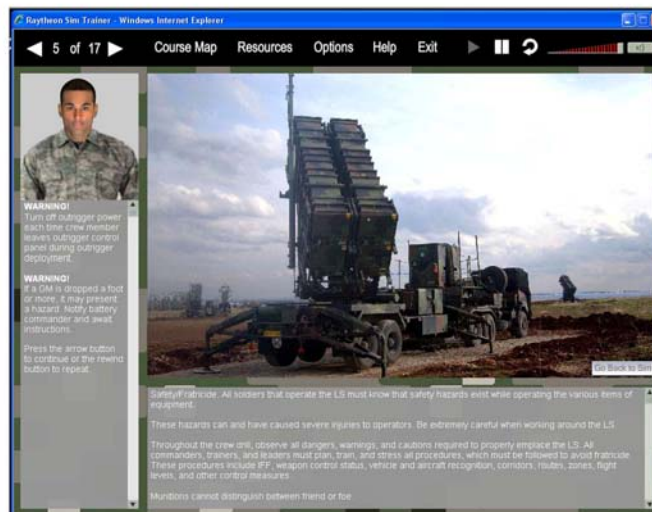 Raytheon Sim Trainer - Windows Internet Explorer
5 of 17
Course Map
Resources
Options
Help
Exit
WARNING!
Turn off outrigger power
each time crew member
leaves outrigger control
panel during outrigger
deployment.
WARNING!
If a GM is dropped a foot
or more, it may present
a hazard. Notify battery
commander and await
instructions.
Press the arrow button
to continue or the rewind
button to repeat.
Go Back to Sim
Safety/Fratricide. All soldiers that operate the LS must know that safety hazards exist while operating the various items of
equipment.
These hazards can and have caused severe injuries to operators. Be extremely careful when working around the LS.
Throughout the crew drill, observe all dangers, warnings, and cautions required to properly emplace the LS. All
commanders, trainers, and leaders must plan, train, and stress all procedures, which must be followed to avoid fratricide.
These procedures include IFF, weapon control status, vehicle and aircraft recognition, corridors, routes, zones, flight
levels, and other control measures.
Munitions cannot distinguish between friend or foe